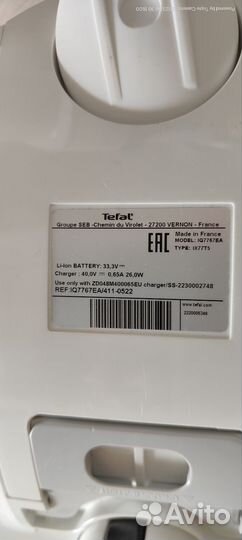 Tefal
Groupe SEB -Chemin du Virolet - 27200 VERNON - France
EAC
Made in France
MODEL: IQ7767EA
TYPE: IX77T5
Li-Ion BATTERY: 33,3V
Charger : 40,0V 0,65A 26,0W
Use only with ZD048M400065EU charger/SS-2230002748
REF:IQ7767EA/411-0522
www.tefal.com
Avito